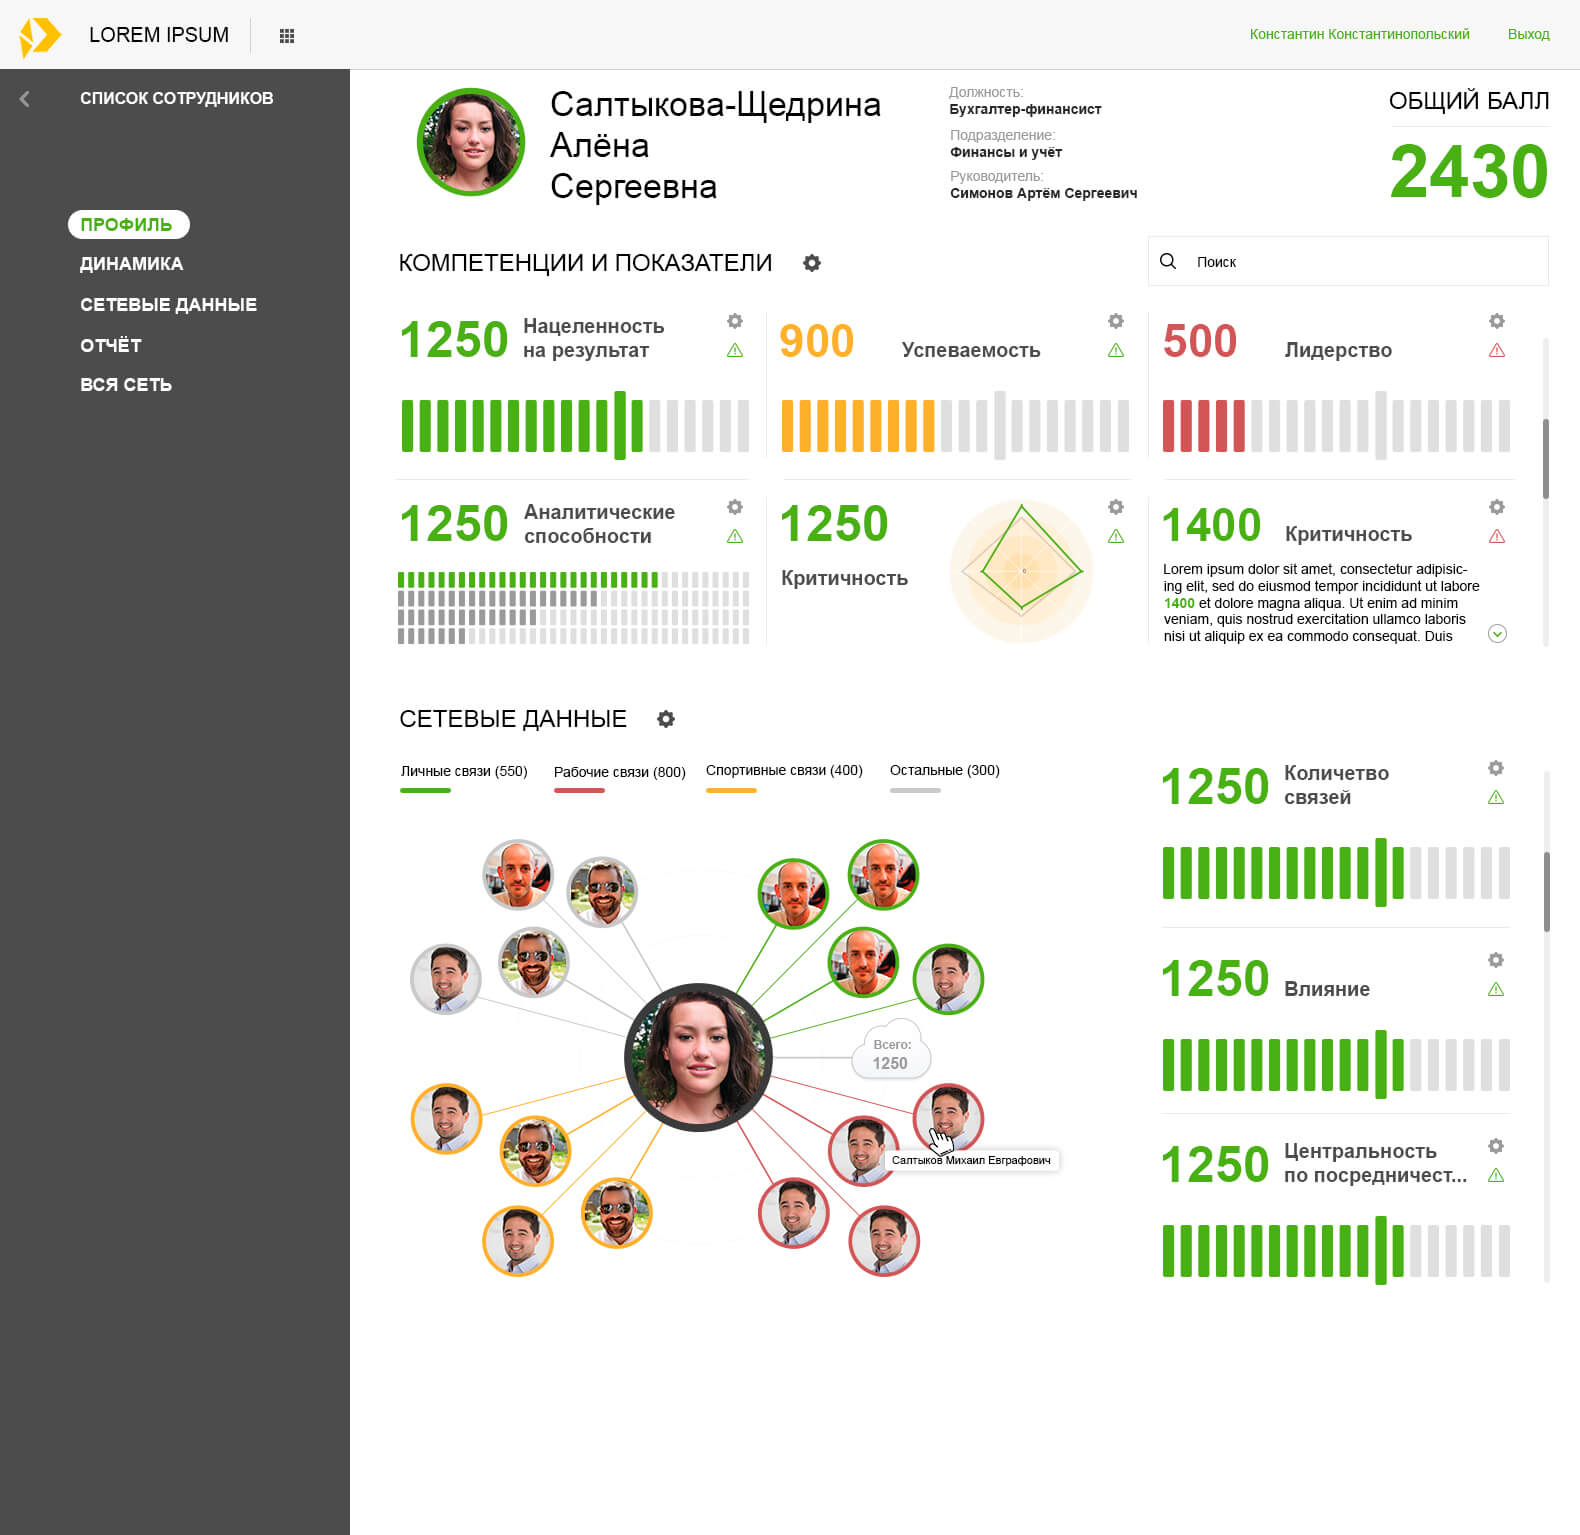 LOREM IPSUM
Константин Константинопольский
Выход
СПИСОК СОТРУДНИКОВ
ПРОФИЛЬ
ДИНАМИКА
СЕТЕВЫЕ ДАННЫЕ
ОТЧЁТ
ВСЯ СЕТЬ
Салтыкова-Щедрина
Алёна
Сергеевна
Должность:
Бухгалтер-финансист
Подразделение:
Финансы и учёт
Руководитель:
Симонов Артём Сергеевич
ОБЩИЙ БАЛЛ
2430
КОМПЕТЕНЦИИ И ПОКАЗАТЕЛИ
Поиск
1250
Нацеленность
на результат
900
Успеваемость
500
Лидерство
1250
Аналитические
способности
1250
Критичность
0
1400
Критичность
Lorem ipsum dolor sit amet, consectetur adipisic-
ing elit, sed do eiusmod tempor incididunt ut labore
1400 et dolore magna aliqua. Ut enim ad minim
veniam, quis nostrud exercitation ullamco laboris
nisi ut aliquip ex ea commodo consequat. Duis
СЕТЕВЫЕ ДАННЫЕ
Личные связи (550)
Рабочие связи (800)
Спортивные связи (400)
Остальные (300)
Всего:
1250
Салтыков Михаил Евграфович
1250
Количетво
связей
1250
Влияние
1250
Центральность
по посредничест...